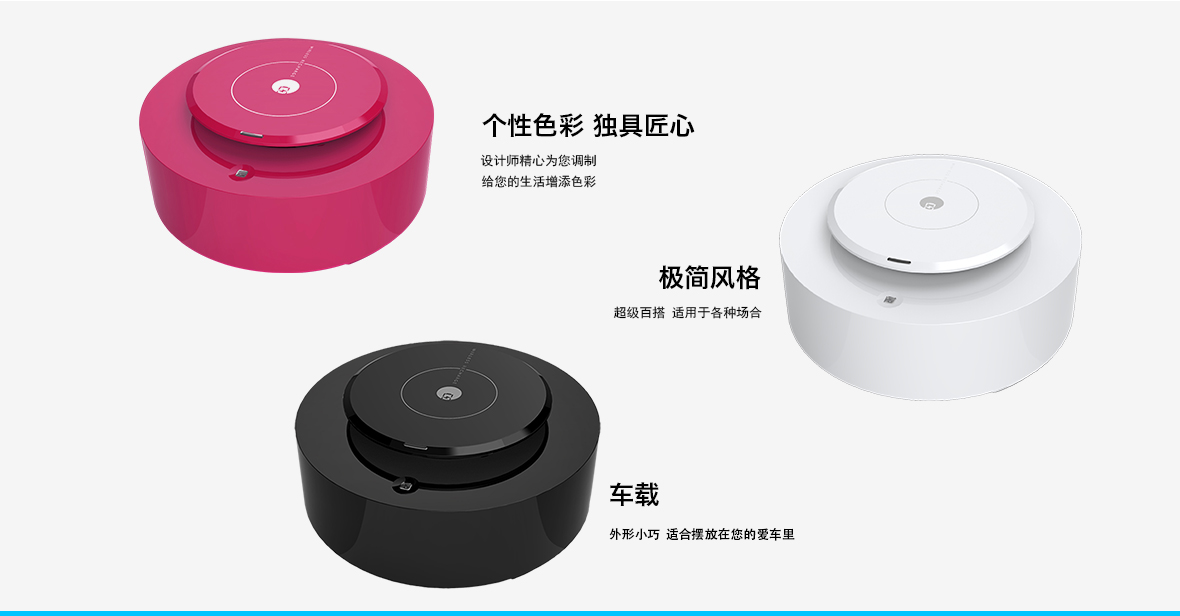 个性色彩 独具匠心
设计师精心为您调制
给您的生活增添色彩
极简风格
超级百搭 适用于各种场合
车载
外形小巧 适合摆放在您的爱车里